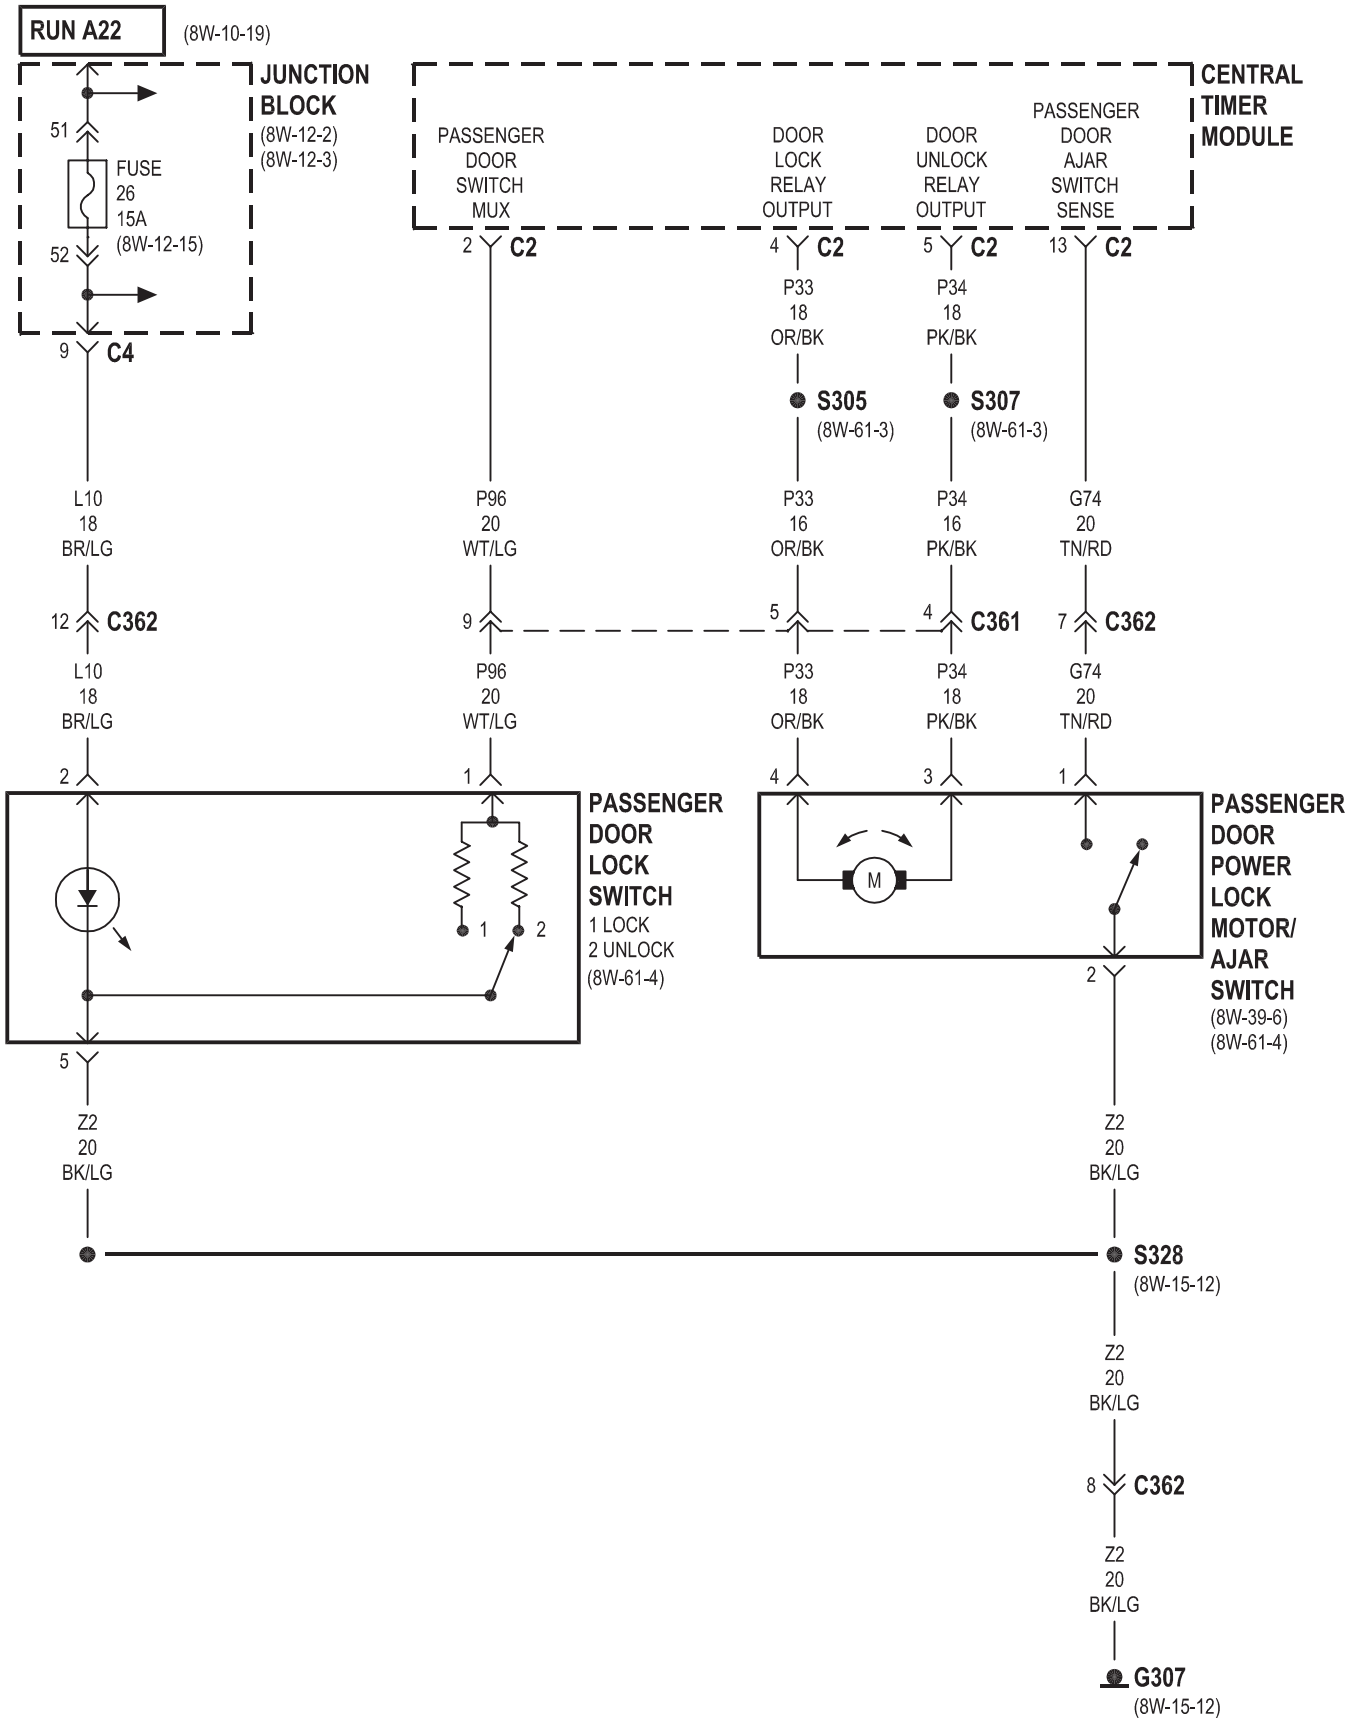 RUN A22
(8W-10-19)
JUNCTION
BLOCK
(8W-12-2)
(8W-12-3)
51
FUSE
26
15A
(8W-12-15)
52
9
C4
CENTRAL
TIMER
MODULE
PASSENGER
DOOR
SWITCH
MUX
DOOR
LOCK
RELAY
OUTPUT
DOOR
UNLOCK
RELAY
OUTPUT
PASSENGER
DOOR
AJAR
SWITCH
SENSE
2 C2
4 C2
5 C2
13 C2
P33
18
OR/BK
P34
18
PK/BK
S305
(8W-61-3)
S307
(8W-61-3)
L10
18
BR/LG
P96
20
WT/LG
P33
16
OR/BK
P34
16
PK/BK
G74
20
TN/RD
12 C362
9
5
4 C361
7 C362
L10
18
BR/LG
P96
20
WT/LG
P33
18
OR/BK
P34
18
PK/BK
G74
20
TN/RD
2
1
4
3
1
PASSENGER
DOOR
LOCK
SWITCH
1 LOCK
2 UNLOCK
(8W-61-4)
1
2
M
PASSENGER
DOOR
POWER
LOCK
MOTOR/
AJAR
SWITCH
(8W-39-6)
(8W-61-4)
5
2
Z2
20
BK/LG
Z2
20
BK/LG
S328
(8W-15-12)
Z2
20
BK/LG
8 C362
Z2
20
BK/LG
G307
(8W-15-12)